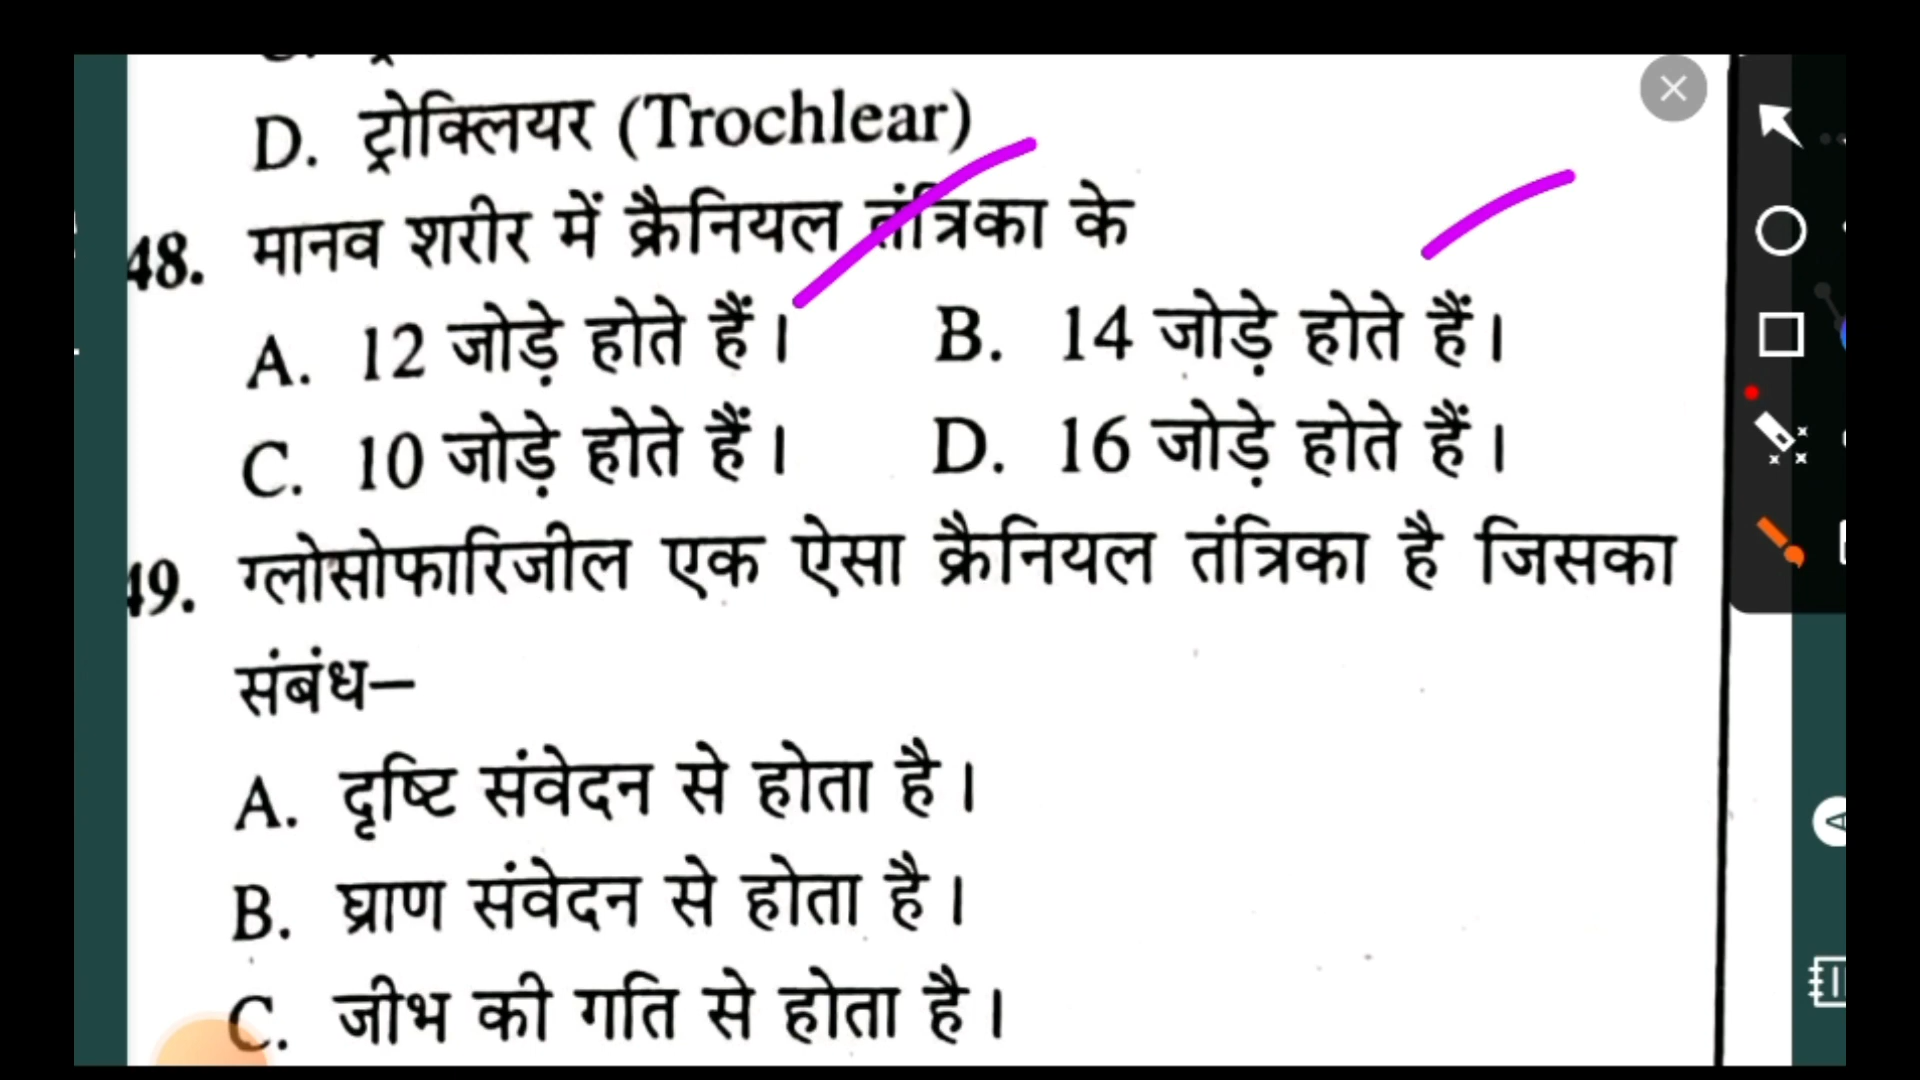 D. ट्रोक्लियर (Trochlear)
48. मानव शरीर में क्रैनियल तंत्रिका के
A. 12 जोड़े होते हैं। B. 14 जोड़े होते हैं।
C. 10 जोड़े होते हैं। D. 16 जोड़े होते हैं।
49. ग्लोसोफारिजील एक ऐसा क्रैनियल तंत्रिका है जिसका
संबंध–
A. दृष्टि संवेदन से होता है।
B. घ्राण संवेदन से होता है।
C. जीभ की गति से होता है।